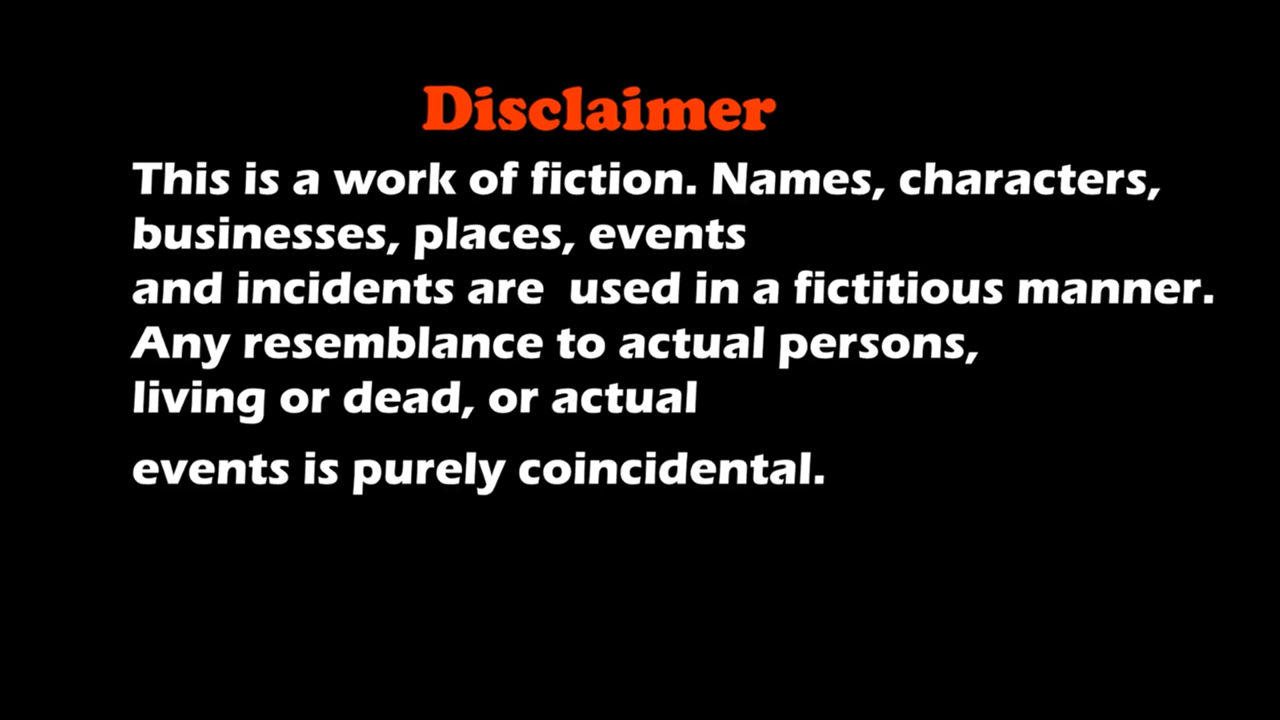 Disclaimer
This is a work of fiction. Names, characters,
businesses, places, events
and incidents are  used in a fictitious manner.
Any resemblance to actual persons,
living or dead, or actual
events is purely coincidental.